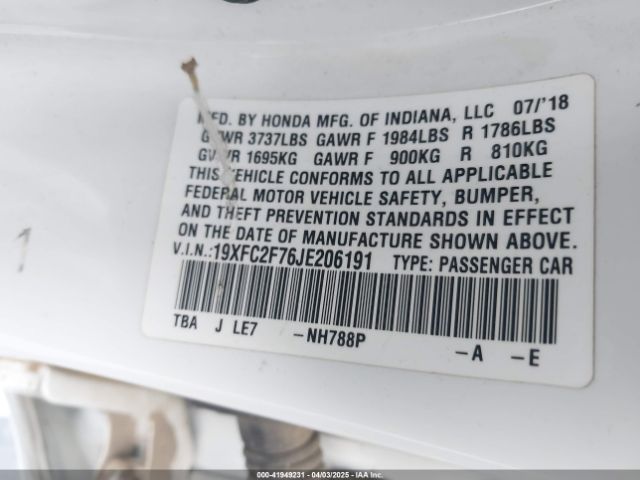 MFD. BY HONDA MFG. OF INDIANA, LLC 07/'18
GVWR 3737LBS GAWR F 1984LBS R 1786LBS
GVWR 1695KG GAWR F 900KG R 810KG
THIS VEHICLE CONFORMS TO ALL APPLICABLE
FEDERAL MOTOR VEHICLE SAFETY, BUMPER,
AND THEFT PREVENTION STANDARDS IN EFFECT
ON THE DATE OF MANUFACTURE SHOWN ABOVE.
V.I.N.:19XFC2F76JE206191 TYPE: PASSENGER CAR
TBA J LE7 -NH788P -A -E
000-41949231 - 04/03/2025 - IAA Inc.